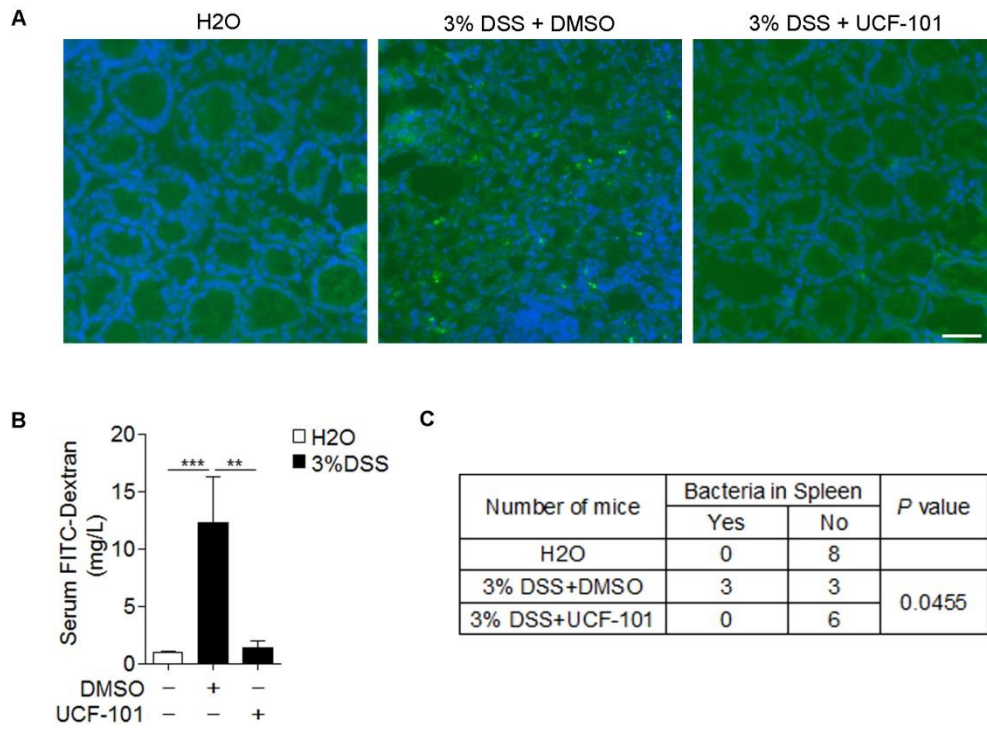 A
H2O
3% DSS + DMSO
3% DSS + UCF-101
B
20
15
10
5
0
Serum FITC-Dextran
(mg/L)
*** **
H2O
3%DSS
DMSO − + −
UCF-101 − − +
C
Number of mice Bacteria in Spleen P value
Yes No
H2O 0 8
3% DSS+DMSO 3 3 0.0455
3% DSS+UCF-101 0 6